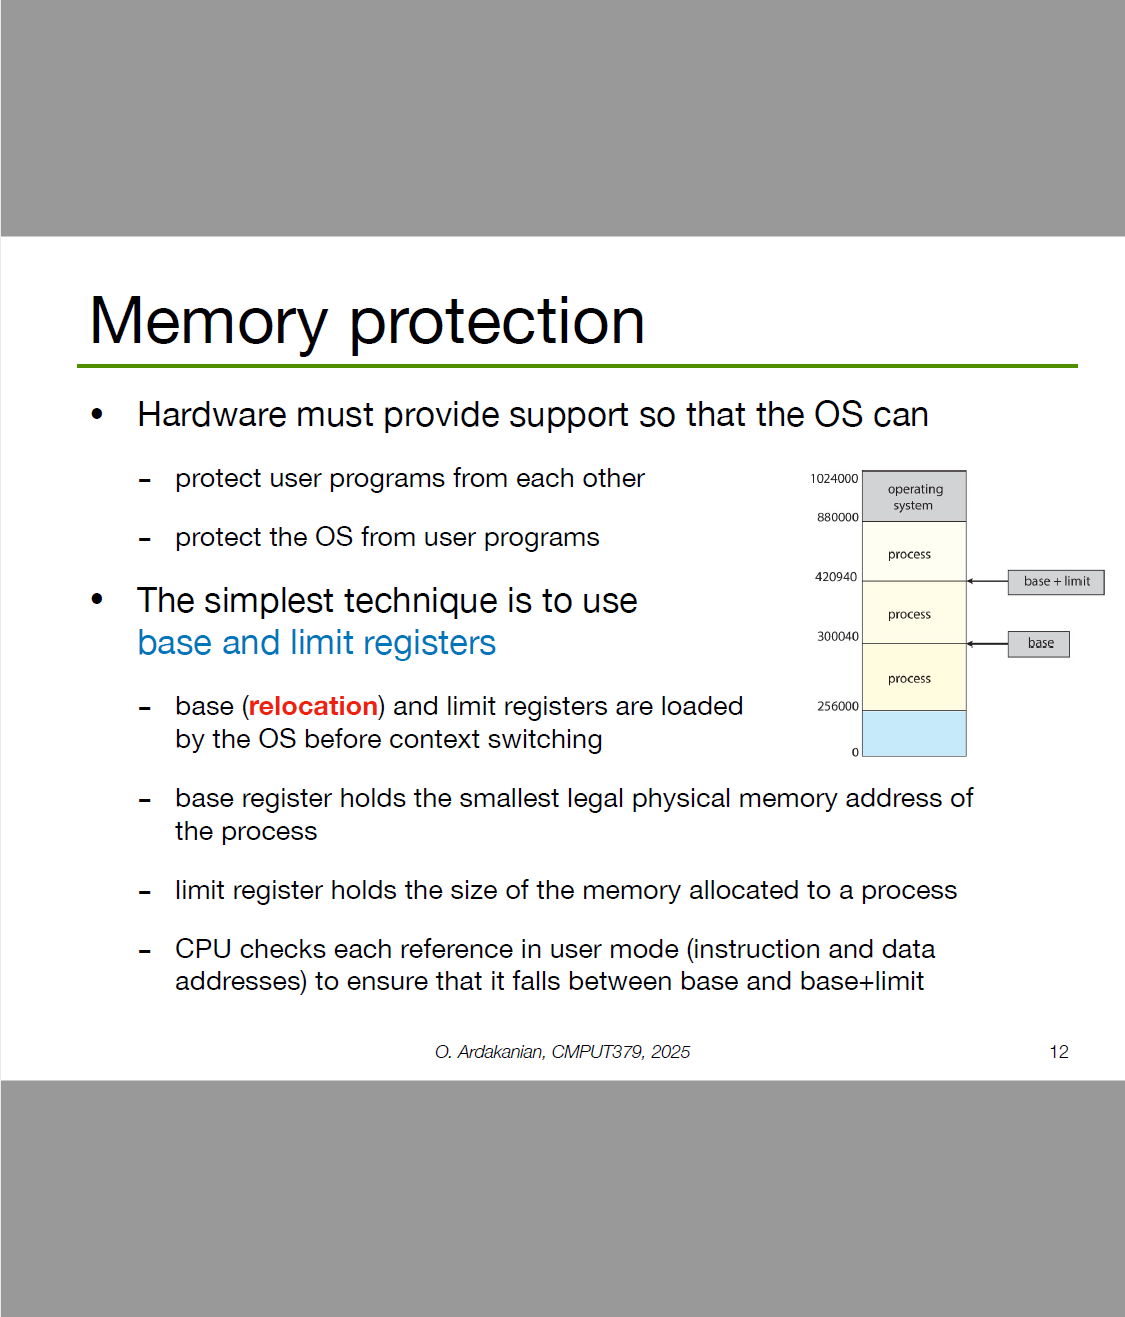 Memory protection
• Hardware must provide support so that the OS can
- protect user programs from each other
- protect the OS from user programs
• The simplest technique is to use
base and limit registers
- base (relocation) and limit registers are loaded
by the OS before context switching
- base register holds the smallest legal physical memory address of
the process
- limit register holds the size of the memory allocated to a process
- CPU checks each reference in user mode (instruction and data
addresses) to ensure that it falls between base and base+limit
1024000
operating
system
880000
process
420940
base + limit
process
300040
base
process
256000
0
O. Ardakanian, CMPUT379, 2025
12